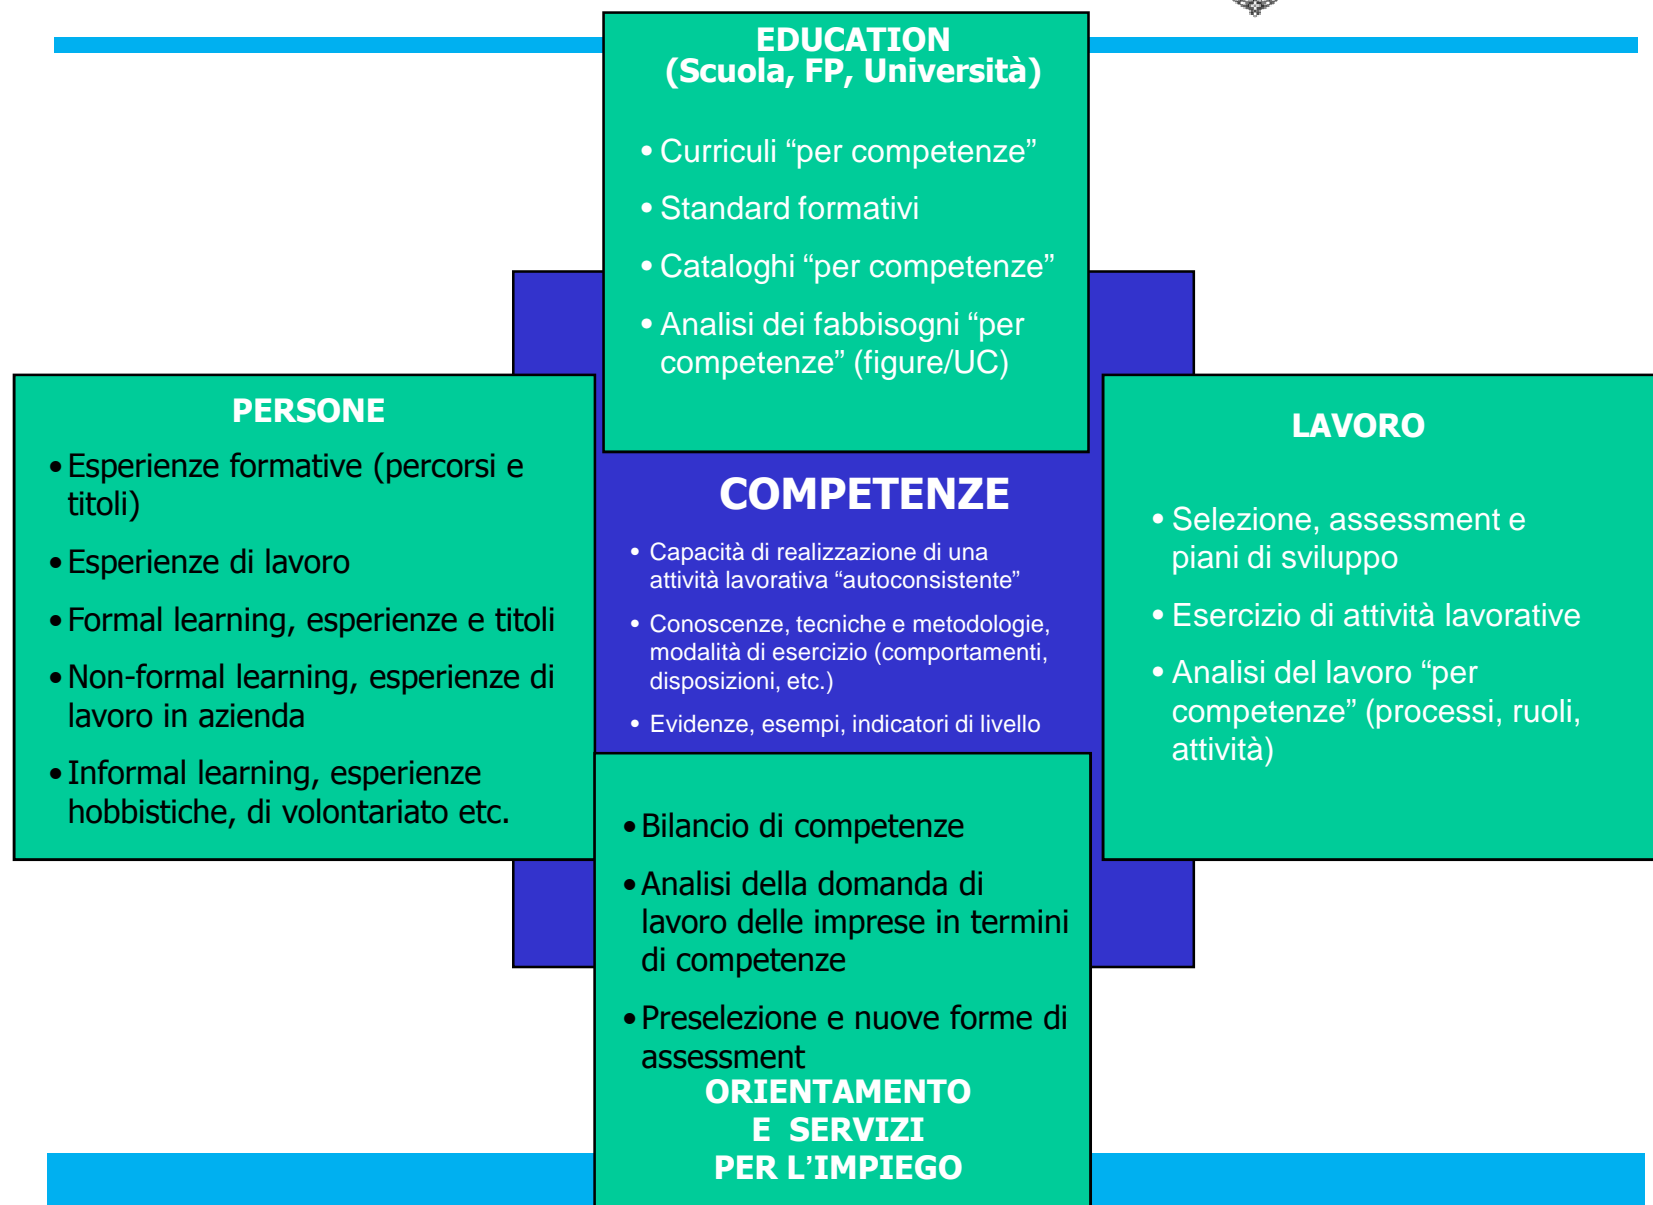 EDUCATION
(Scuola, FP, Università)
• Curriculi “per competenze”
• Standard formativi
• Cataloghi “per competenze”
• Analisi dei fabbisogni “per
competenze” (figure/UC)
PERSONE
• Esperienze formative (percorsi e
titoli)
• Esperienze di lavoro
• Formal learning, esperienze e titoli
• Non-formal learning, esperienze di
lavoro in azienda
• Informal learning, esperienze
hobbistiche, di volontariato etc.
COMPETENZE
• Capacità di realizzazione di una
attività lavorativa “autoconsistente”
• Conoscenze, tecniche e metodologie,
modalità di esercizio (comportamenti,
disposizioni, etc.)
• Evidenze, esempi, indicatori di livello
LAVORO
• Selezione, assessment e
piani di sviluppo
• Esercizio di attività lavorative
• Analisi del lavoro “per
competenze” (processi, ruoli,
attività)
• Bilancio di competenze
• Analisi della domanda di
lavoro delle imprese in termini
di competenze
• Preselezione e nuove forme di
assessment
ORIENTAMENTO
E SERVIZI
PER L’IMPIEGO